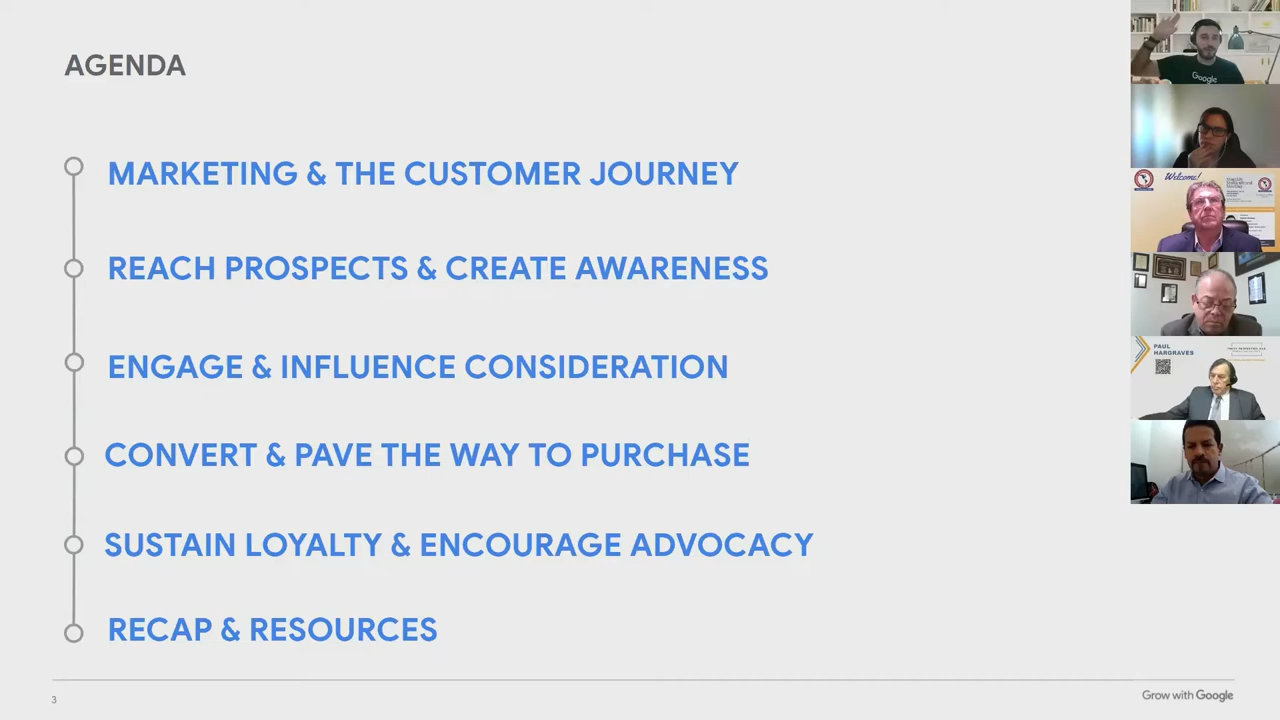 AGENDA
MARKETING & THE CUSTOMER JOURNEY
REACH PROSPECTS & CREATE AWARENESS
ENGAGE & INFLUENCE CONSIDERATION
CONVERT & PAVE THE WAY TO PURCHASE
SUSTAIN LOYALTY & ENCOURAGE ADVOCACY
RECAP & RESOURCES
3
Grow with Google
Google
Welcome!
PAUL
HARGRAVES